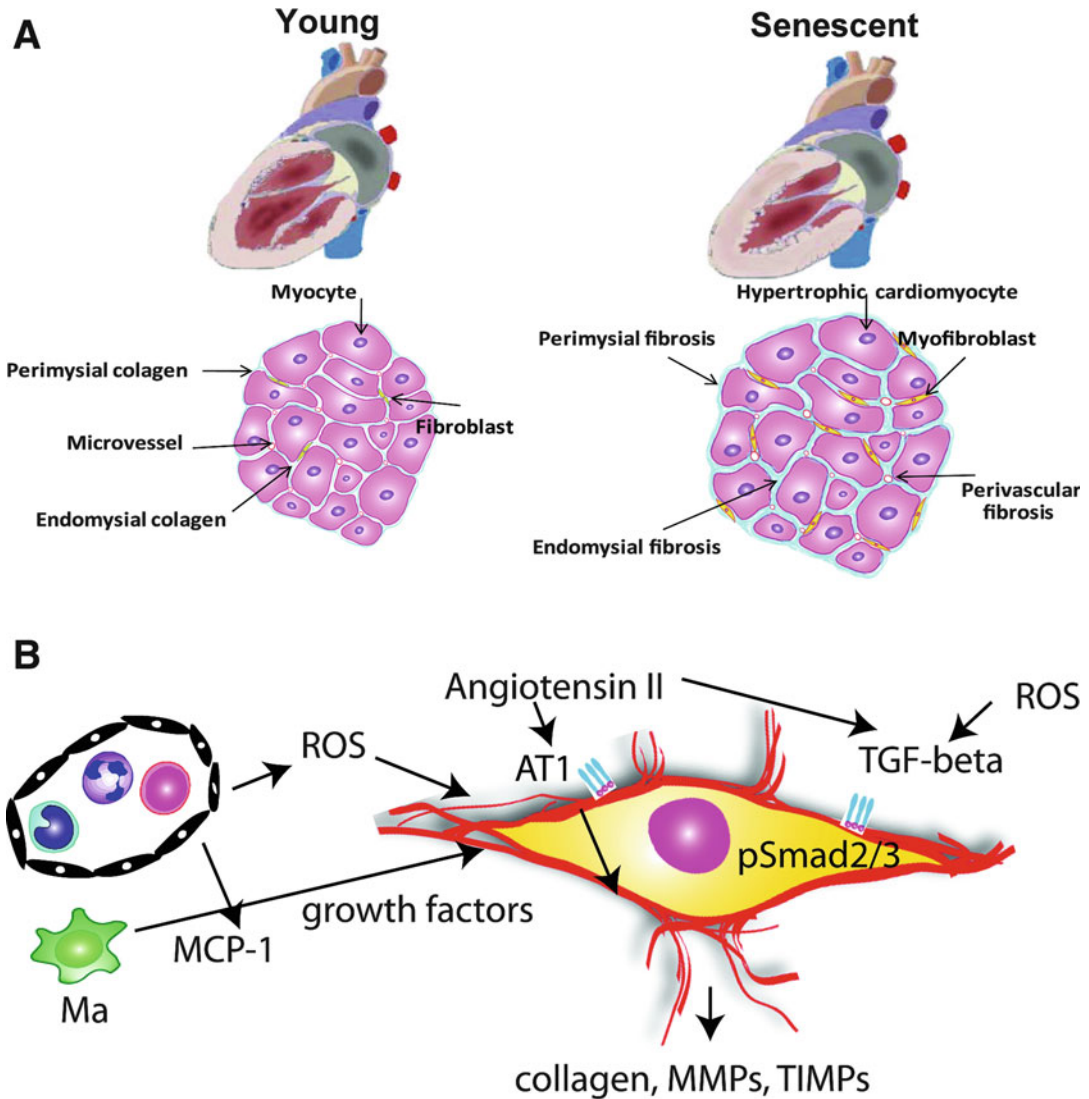 A
Young
Senescent
Myocyte
Hypertrophic cardiomyocyte
Perimysial colagen
Perimysial fibrosis
Myofibroblast
Microvessel
Fibroblast
Endomysial colagen
Endomysial fibrosis
Perivascular
fibrosis
B
Angiotensin II
ROS
ROS
AT1
TGF-beta
pSmad2/3
growth factors
MCP-1
Ma
collagen, MMPs, TIMPs